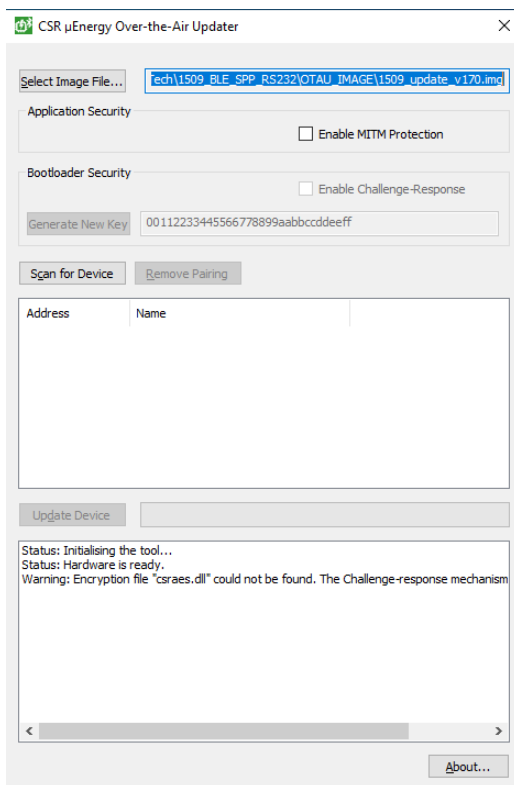 CSR µEnergy Over-the-Air Updater
Select Image File... Tech\1509_BLE_SPP_RS232\OTAU_IMAGE\1509_update_v170.img
Application Security
Enable MITM Protection
Bootloader Security
Enable Challenge-Response
Generate New Key 00112233445566778899aabbccddeeff
Scan for Device Remove Pairing
Address Name
Update Device
Status: Initialising the tool...
Status: Hardware is ready.
Warning: Encryption file "csraes.dll" could not be found. The Challenge-response mechanism
About...